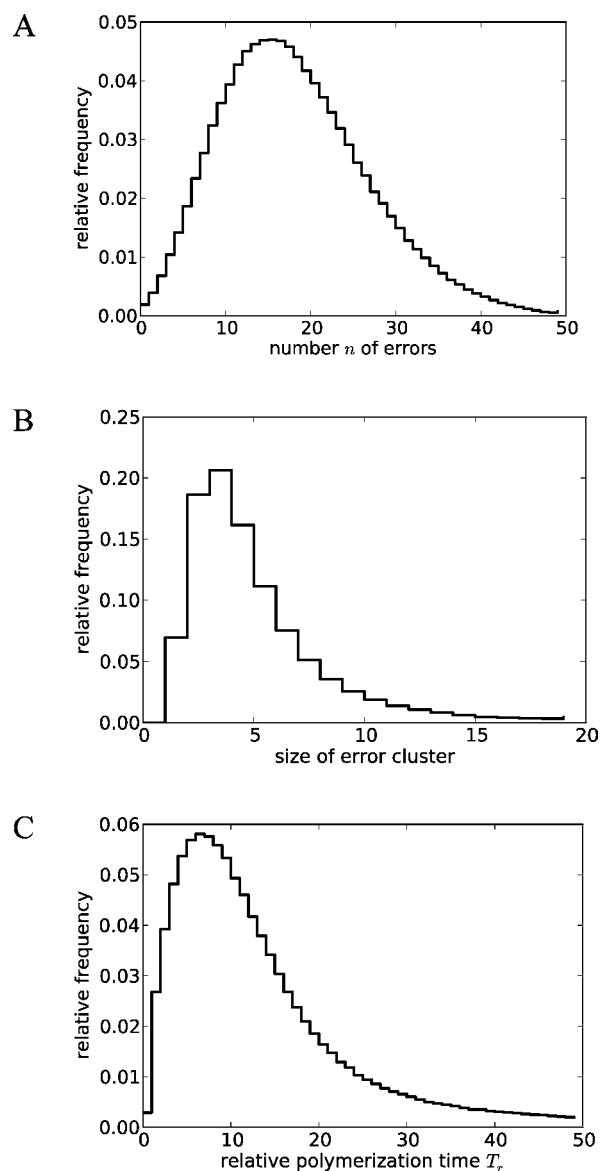 A
0.05
0.04
0.03
0.02
0.01
0.00
relative frequency
0 10 20 30 40 50
number n of errors
B
0.25
0.20
0.15
0.10
0.05
0.00
relative frequency
0 5 10 15 20
size of error cluster
C
0.06
0.05
0.04
0.03
0.02
0.01
0.00
relative frequency
0 10 20 30 40 50
relative polymerization time Tr